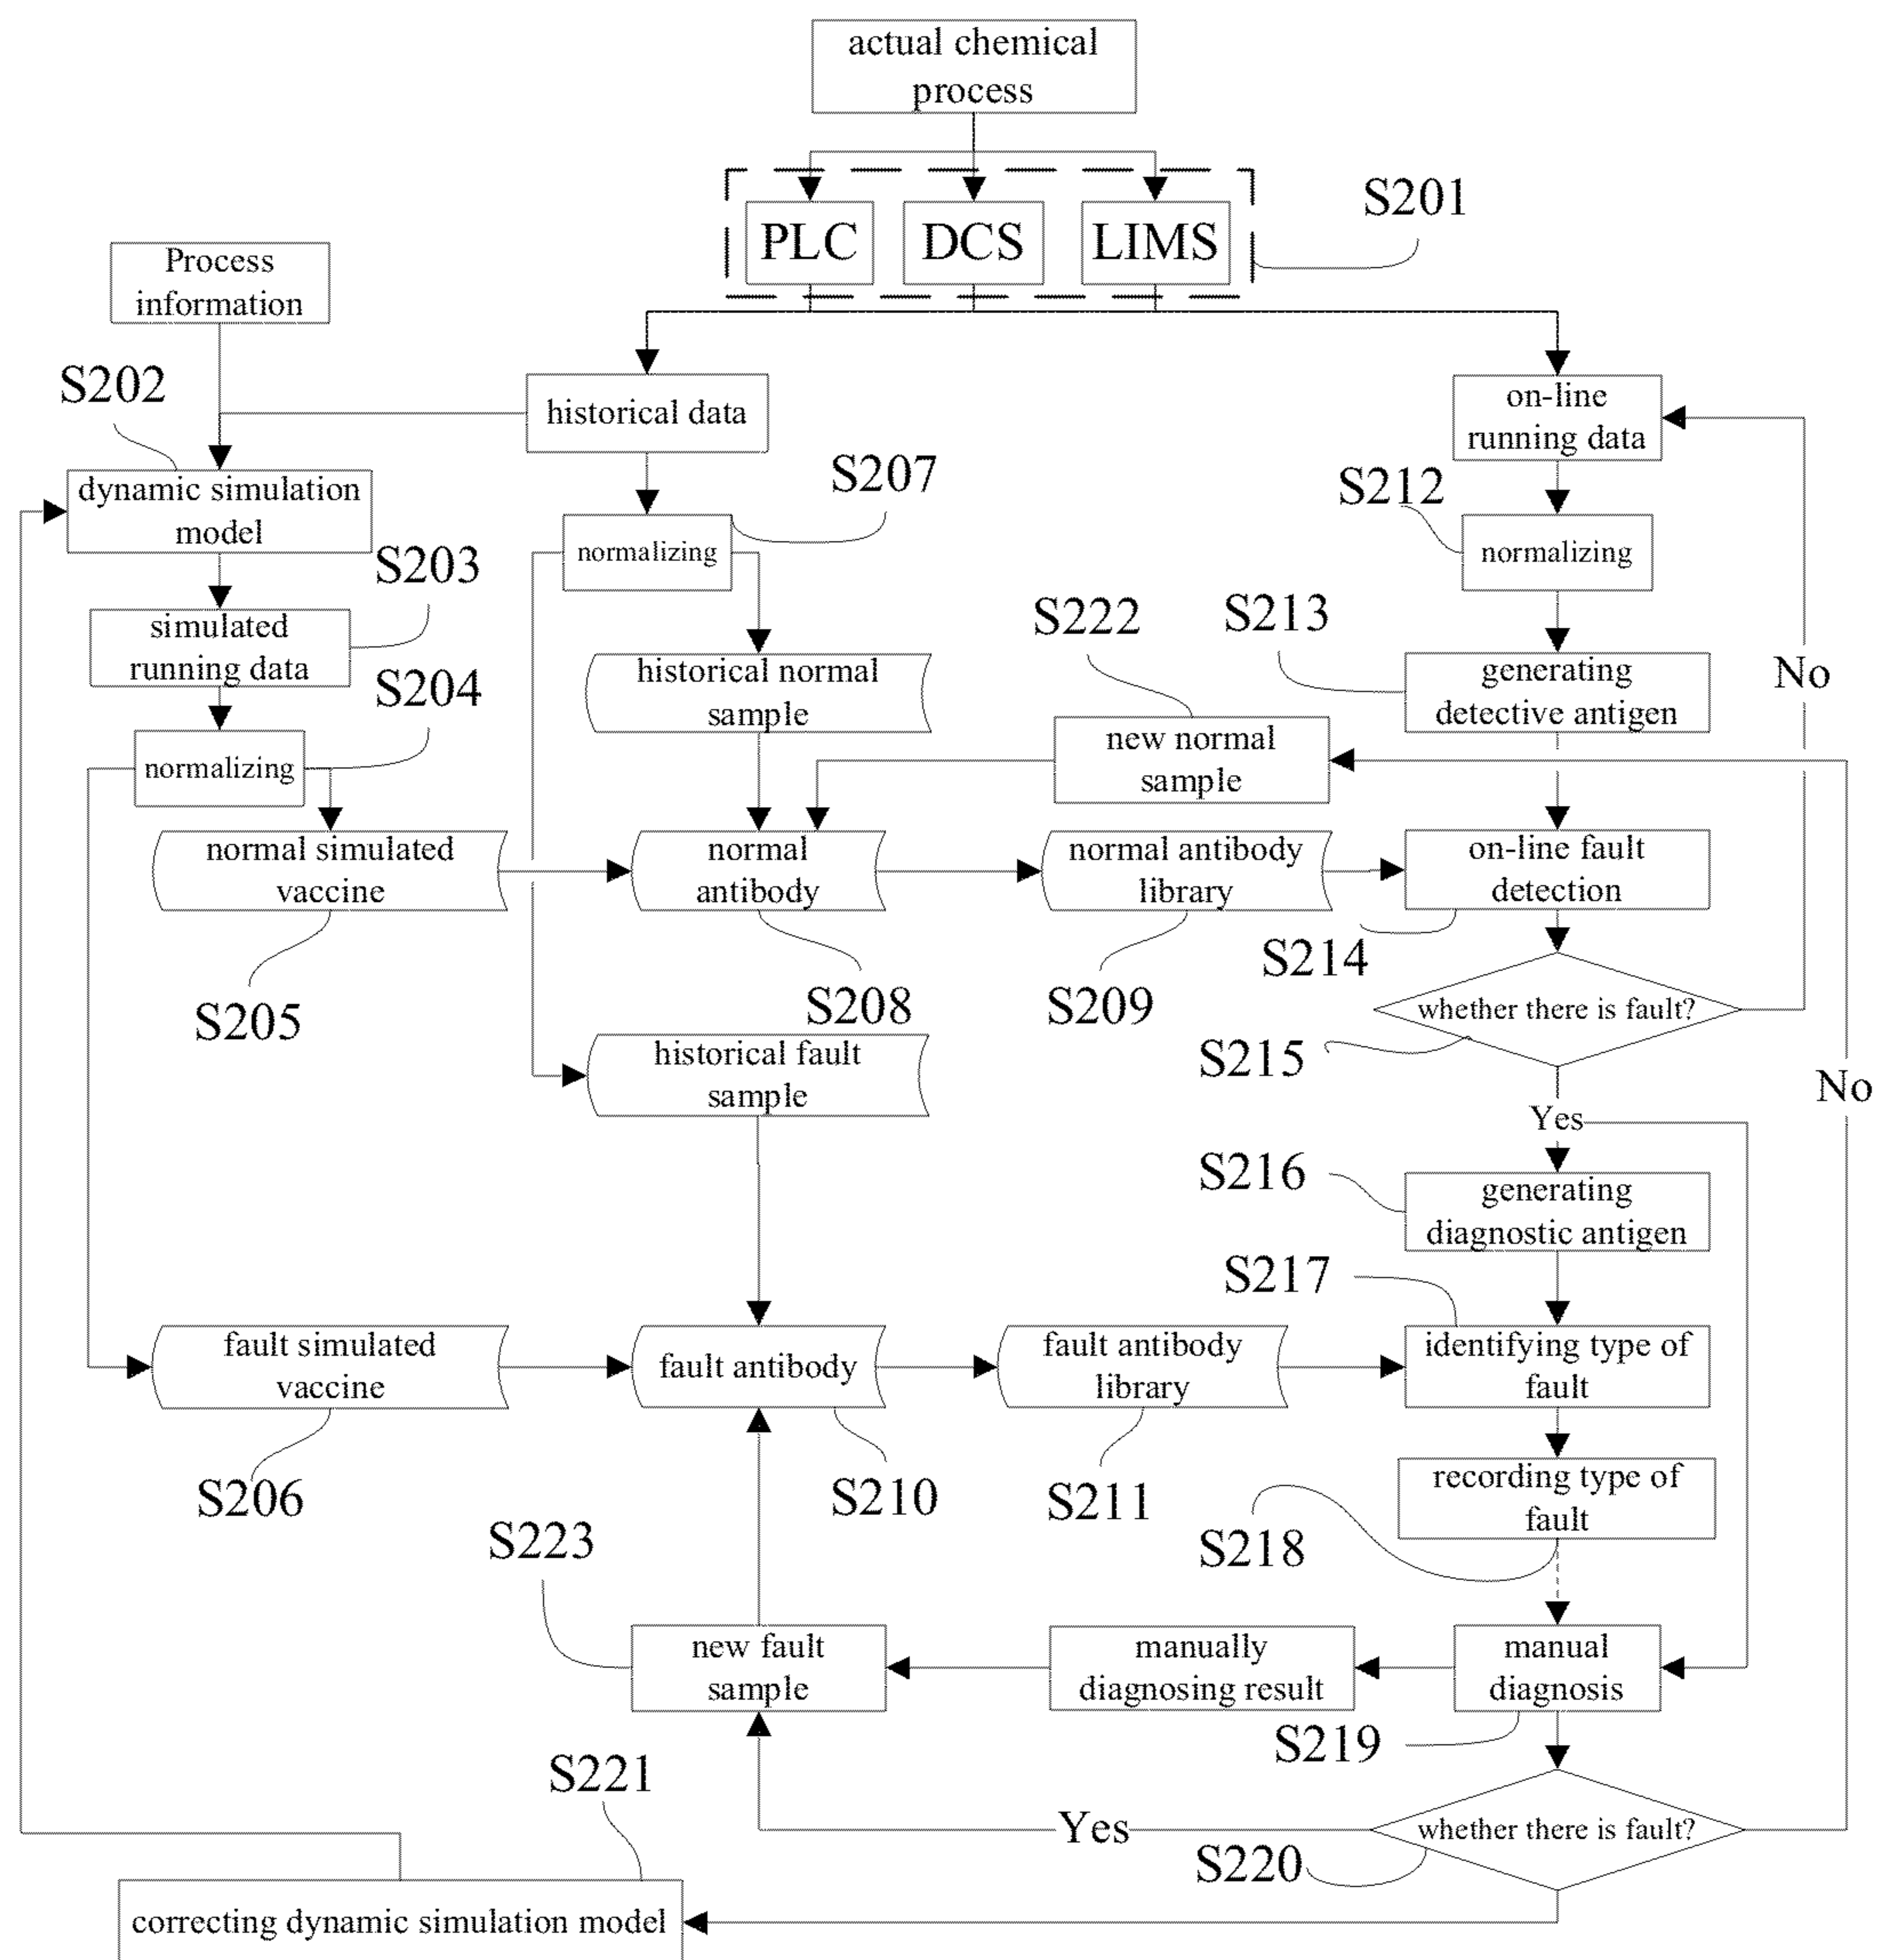 actual chemical
process
PLC
DCS
LIMS
S201
Process
information
S202
historical data
on-line
running data
S207
S212
dynamic simulation
model
normalizing
normalizing
S203
S222
S213
simulated
running data
S204
historical normal
sample
generating
detective antigen
No
new normal
sample
normalizing
normal simulated
vaccine
normal
antibody
normal antibody
library
on-line fault
detection
S214
S205
S208
S209
whether there is fault?
S215
historical fault
sample
No
Yes
S216
generating
diagnostic antigen
S217
fault simulated
vaccine
fault antibody
fault antibody
library
identifying type of
fault
S206
S210
S211
recording type of
fault
S218
S223
new fault
sample
manually
diagnosing result
manual
diagnosis
S219
S221
Yes
whether there is fault?
S220
correcting dynamic simulation model